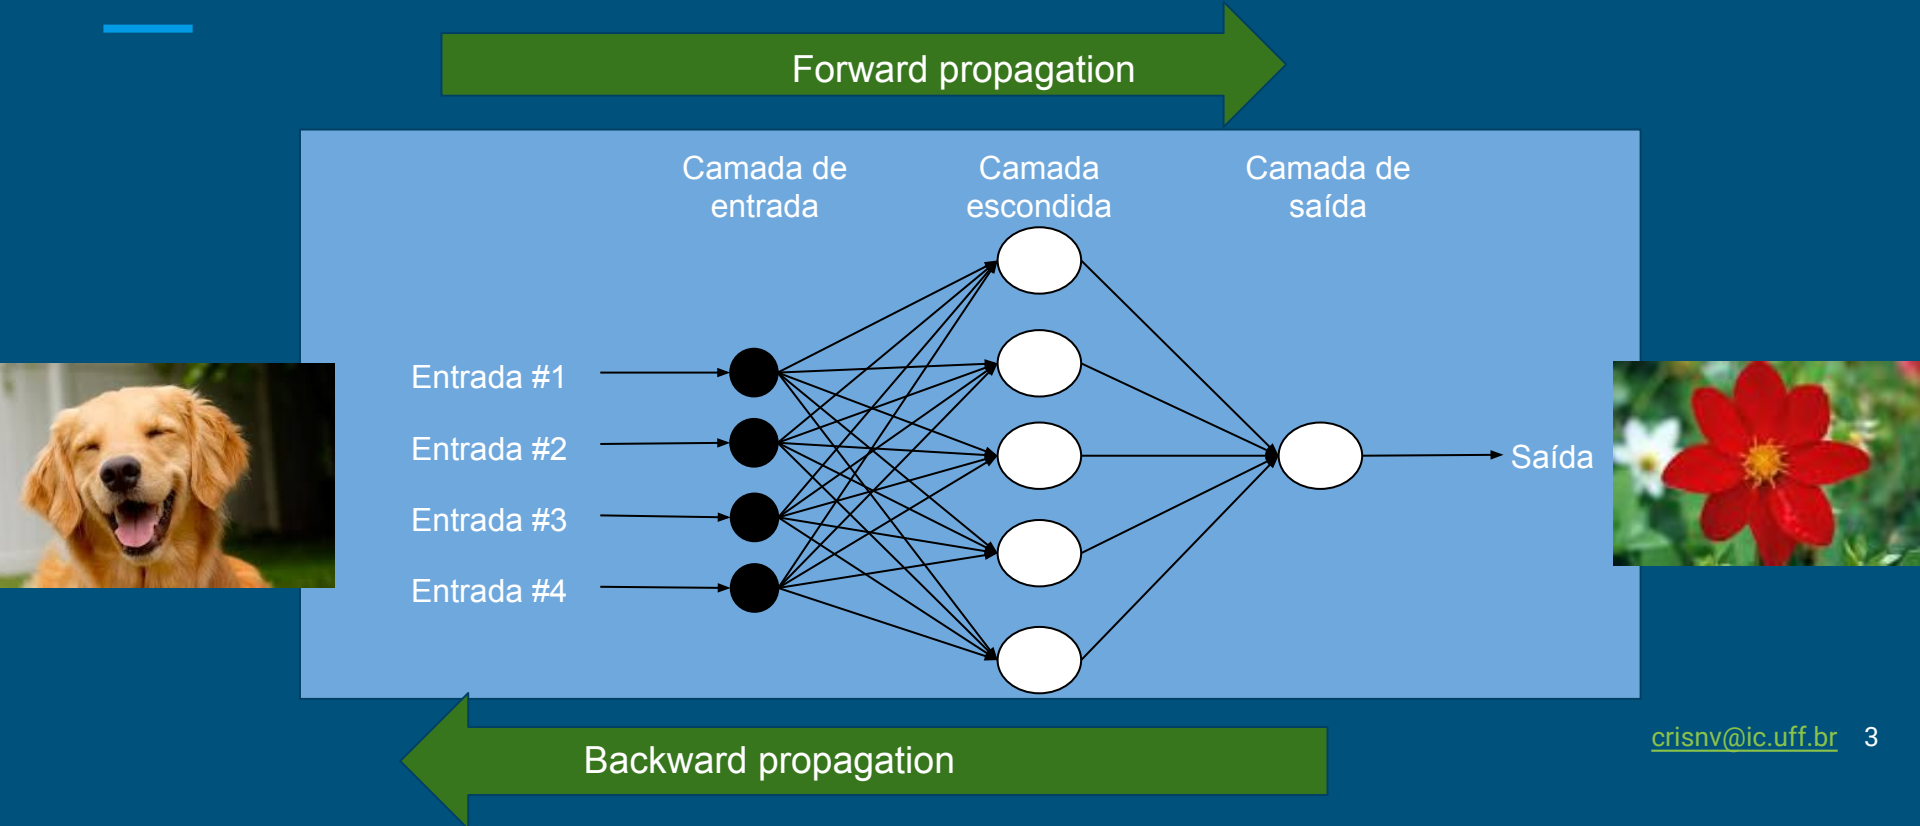 Forward propagation
Camada de
entrada
Camada
escondida
Camada de
saída
Entrada #1
Entrada #2
Entrada #3
Entrada #4
Saída
Backward propagation
crisnv@ic.uff.br 3